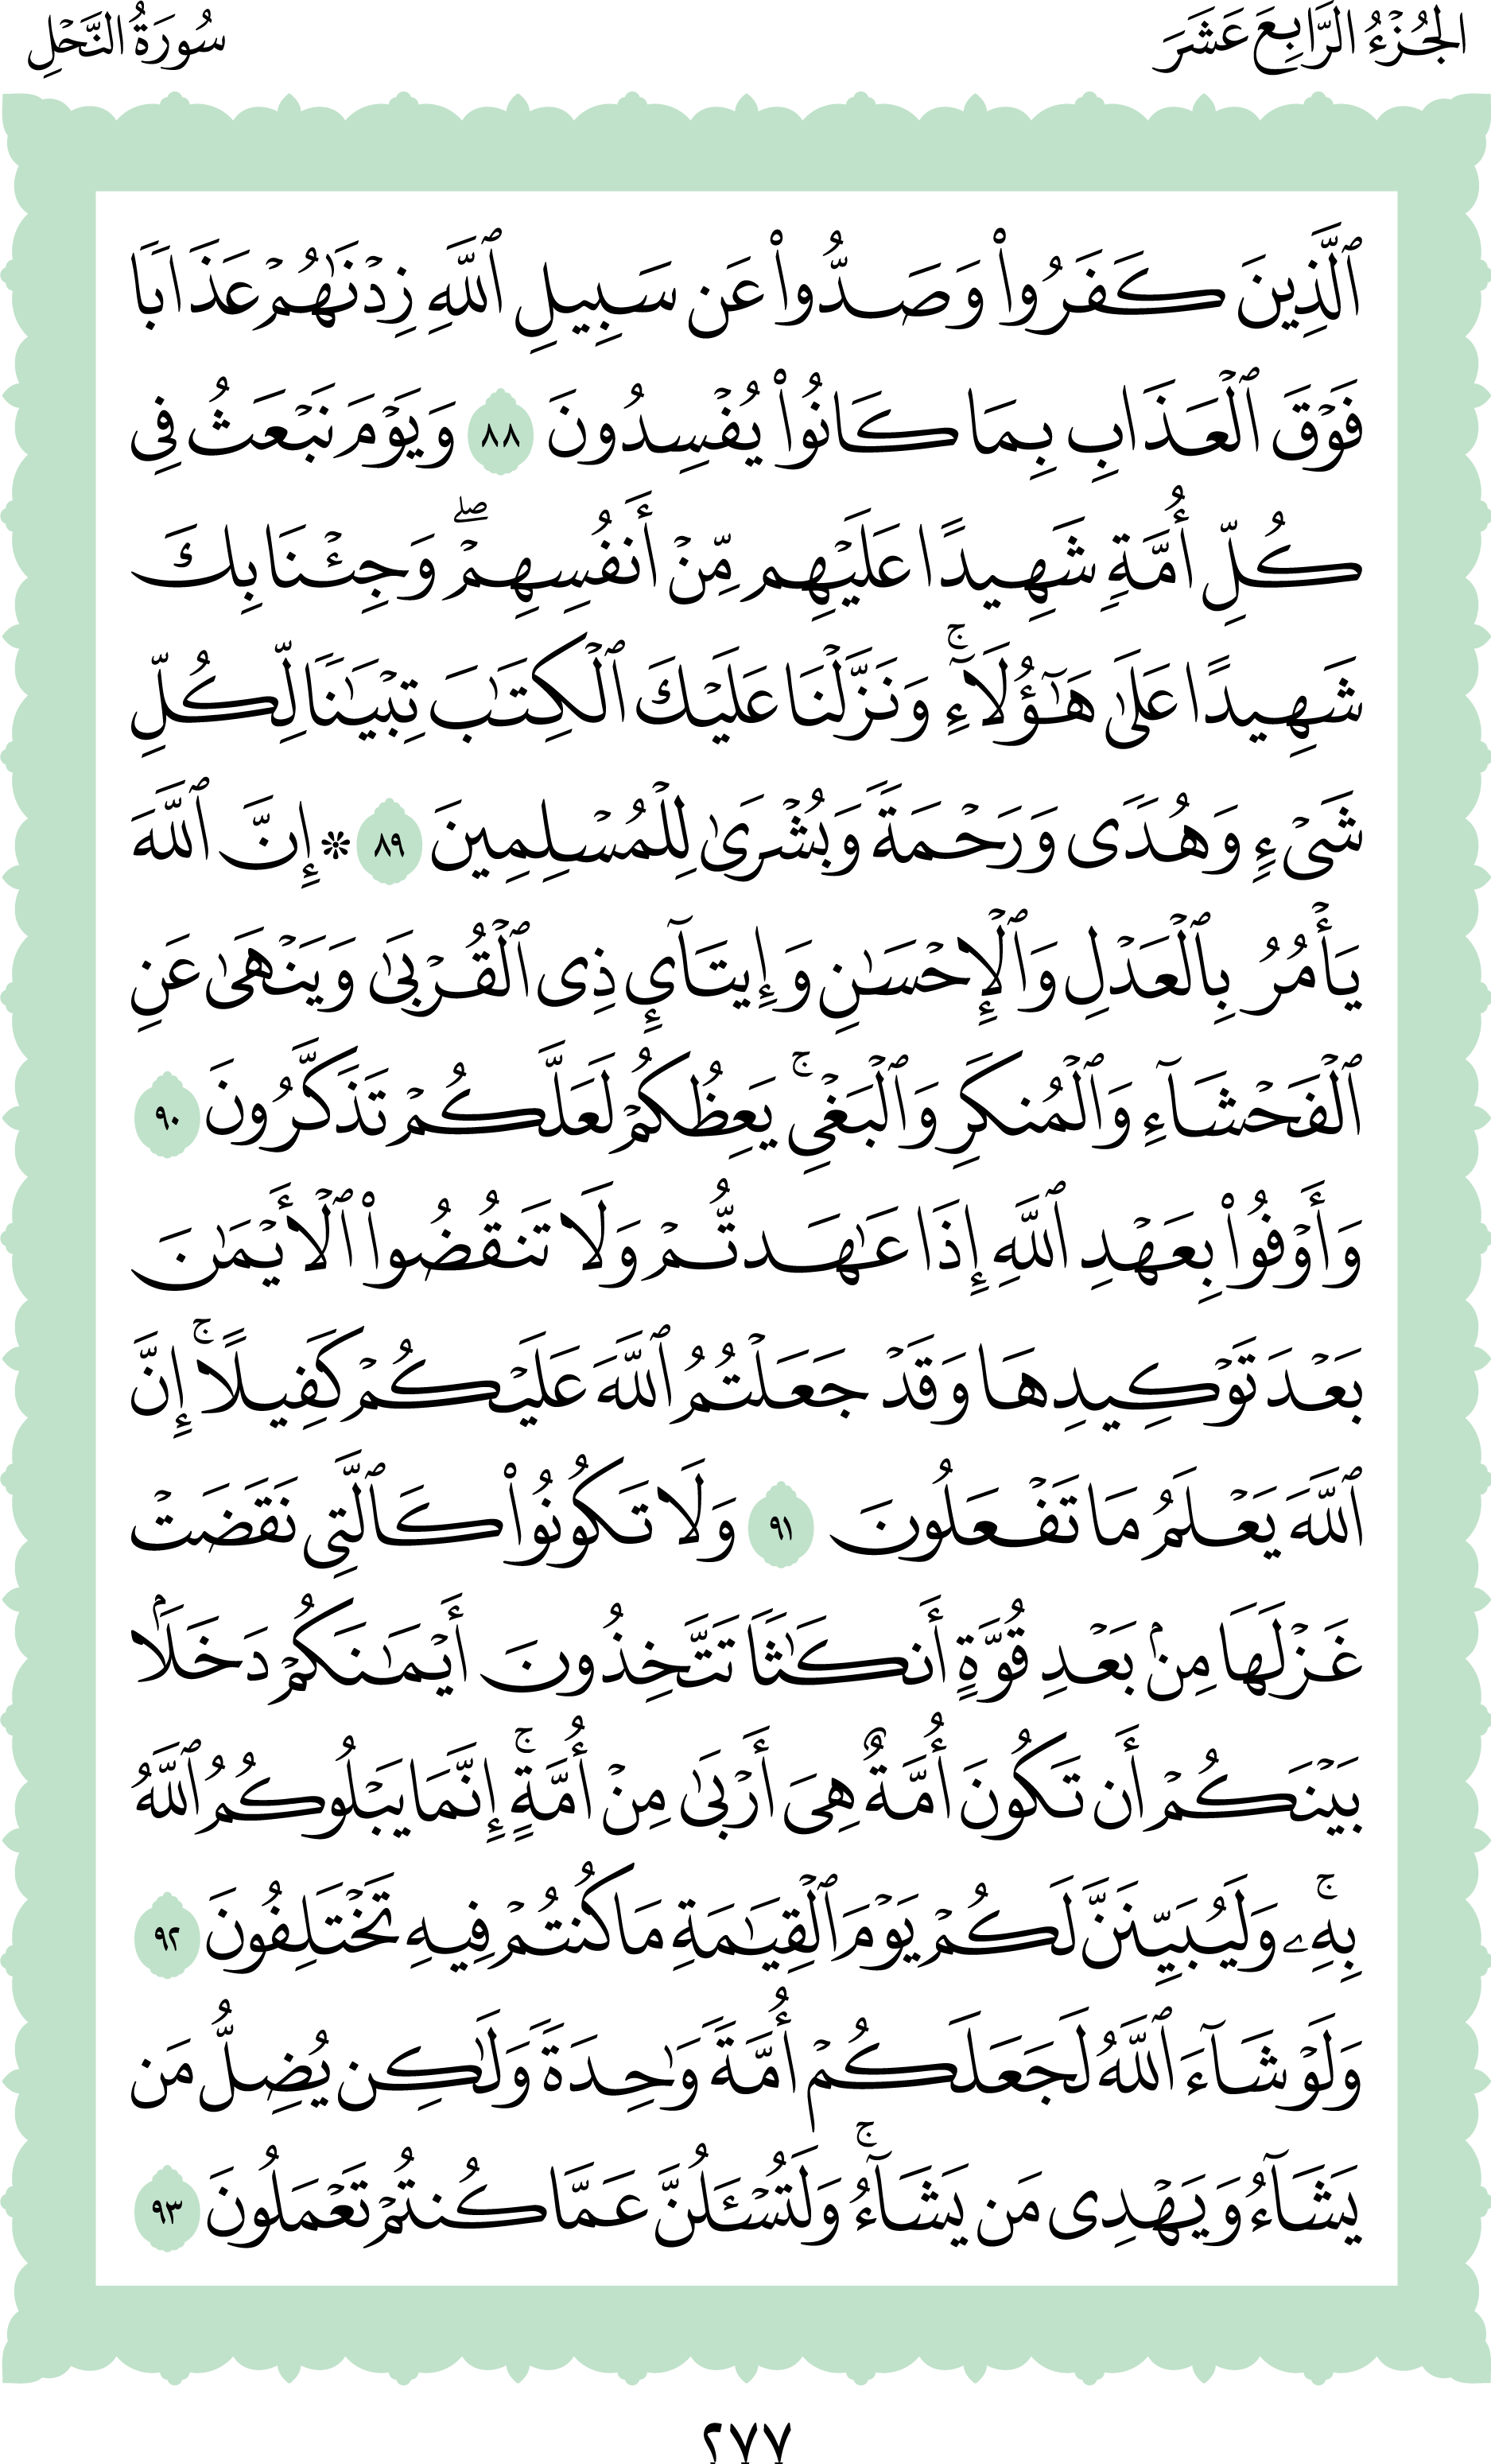 الجُزْءُ الرَّابِعَ عَشَرَ
سُورَةُ النَّحْلِ
ٱلَّذِينَ كَفَرُواْ وَصَدُّواْ عَن سَبِيلِ ٱللَّهِ زِدۡنَٰهُمۡ عَذَابٗا
فَوۡقَ ٱلۡعَذَابِ بِمَا كَانُواْ يُفۡسِدُونَ ٨٨ وَيَوۡمَ نَبۡعَثُ فِي
كُلِّ أُمَّةٖ شَهِيدًا عَلَيۡهِم مِّنۡ أَنفُسِهِمۡۖ وَجِئۡنَا بِكَ
شَهِيدًا عَلَىٰ هَٰٓؤُلَآءِۚ وَنَزَّلۡنَا عَلَيۡكَ ٱلۡكِتَٰبَ تِبۡيَٰنٗا لِّكُلِّ
شَيۡءٖ وَهُدٗى وَرَحۡمَةٗ وَبُشۡرَىٰ لِلۡمُسۡلِمِينَ ٨٩ ۞ إِنَّ ٱللَّهَ
يَأۡمُرُ بِٱلۡعَدۡلِ وَٱلۡإِحۡسَٰنِ وَإِيتَآيِٕ ذِي ٱلۡقُرۡبَىٰ وَيَنۡهَىٰ عَنِ
ٱلۡفَحۡشَآءِ وَٱلۡمُنكَرِ وَٱلۡبَغۡيِۚ يَعِظُكُمۡ لَعَلَّكُمۡ تَذَكَّرُونَ ٩٠
وَأَوۡفُواْ بِعَهۡدِ ٱللَّهِ إِذَا عَٰهَدتُّمۡ وَلَا تَنقُضُواْ ٱلۡأَيۡمَٰنَ
بَعۡدَ تَوۡكِيدِهَا وَقَدۡ جَعَلۡتُمُ ٱللَّهَ عَلَيۡكُمۡ كَفِيلًاۚ إِنَّ
ٱللَّهَ يَعۡلَمُ مَا تَفۡعَلُونَ ٩١ وَلَا تَكُونُواْ كَٱلَّتِي نَقَضَتۡ
غَزۡلَهَا مِنۢ بَعۡدِ قُوَّةٍ أَنكَٰثٗا تَتَّخِذُونَ أَيۡمَٰنَكُمۡ دَخَلَۢا
بَيۡنَكُمۡ أَن تَكُونَ أُمَّةٌ هِيَ أَرۡبَىٰ مِنۡ أُمَّةٍۚ إِنَّمَا يَبۡلُوكُمُ ٱللَّهُ
بِهِۦۚ وَلَيُبَيِّنَنَّ لَكُمۡ يَوۡمَ ٱلۡقِيَٰمَةِ مَا كُنتُمۡ فِيهِ تَخۡتَلِفُونَ ٩٢
وَلَوۡ شَآءَ ٱللَّهُ لَجَعَلَكُمۡ أُمَّةٗ وَٰحِدَةٗ وَلَٰكِن يُضِلُّ مَن
يَشَآءُ وَيَهۡدِي مَن يَشَآءُۚ وَلَتُسۡـَٔلُنَّ عَمَّا كُنتُمۡ تَعۡمَلُونَ ٩٣
٢٧٧